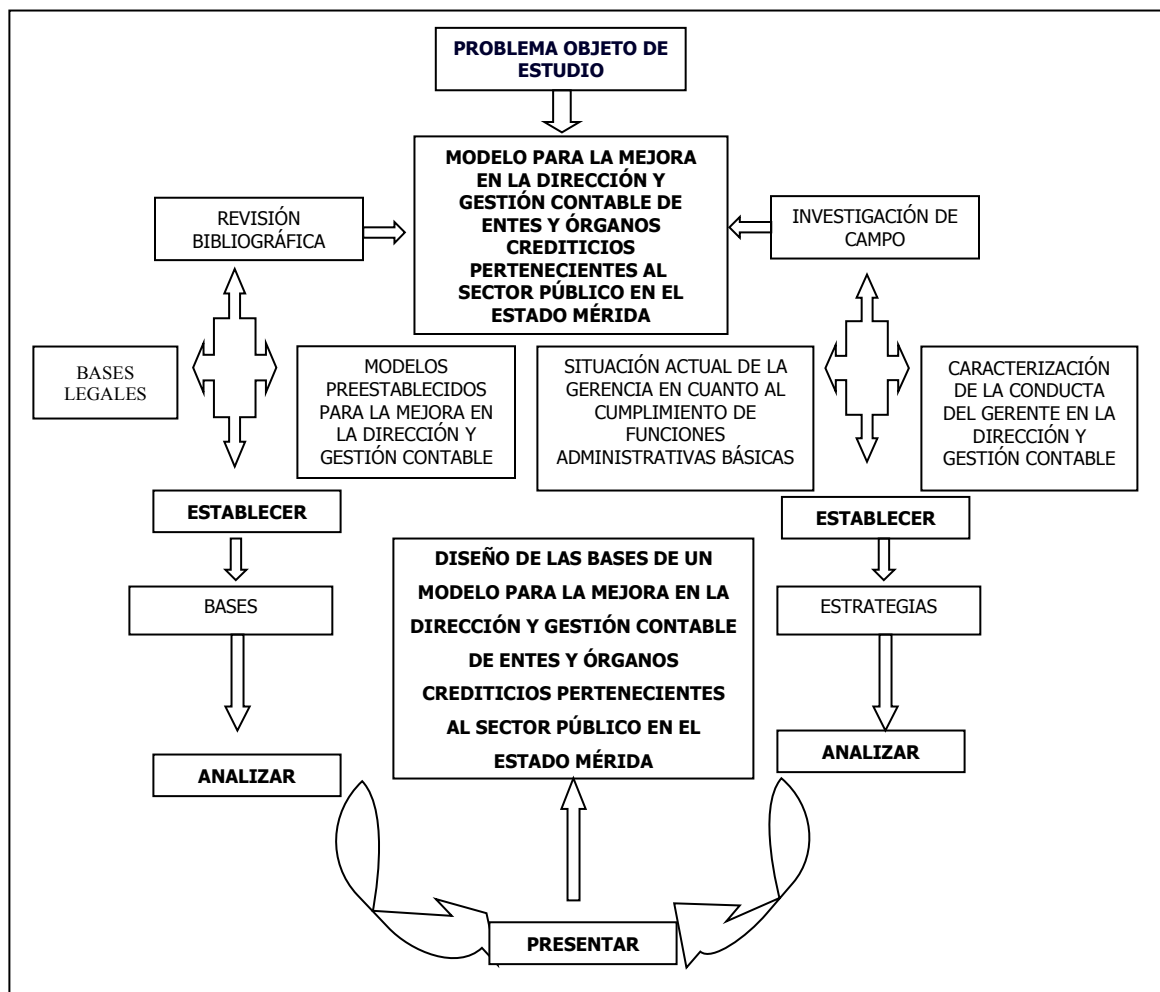 PROBLEMA OBJETO DE
ESTUDIO
MODELO PARA LA MEJORA
EN LA DIRECCIÓN Y
GESTIÓN CONTABLE DE
ENTES Y ÓRGANOS
CREDITICIOS
PERTENECIENTES AL
SECTOR PÚBLICO EN EL
ESTADO MÉRIDA
REVISIÓN
BIBLIOGRÁFICA
INVESTIGACIÓN DE
CAMPO
BASES
LEGALES
MODELOS
PREESTABLECIDOS
PARA LA MEJORA EN
LA DIRECCIÓN Y
GESTIÓN CONTABLE
SITUACIÓN ACTUAL DE LA
GERENCIA EN CUANTO AL
CUMPLIMIENTO DE
FUNCIONES
ADMINISTRATIVAS BÁSICAS
CARACTERIZACIÓN
DE LA CONDUCTA
DEL GERENTE EN LA
DIRECCIÓN Y
GESTIÓN CONTABLE
ESTABLECER
ESTABLECER
BASES
ESTRATEGIAS
DISEÑO DE LAS BASES DE UN
MODELO PARA LA MEJORA EN LA
DIRECCIÓN Y GESTIÓN CONTABLE
DE ENTES Y ÓRGANOS
CREDITICIOS PERTENECIENTES
AL SECTOR PÚBLICO EN EL
ESTADO MÉRIDA
ANALIZAR
ANALIZAR
PRESENTAR